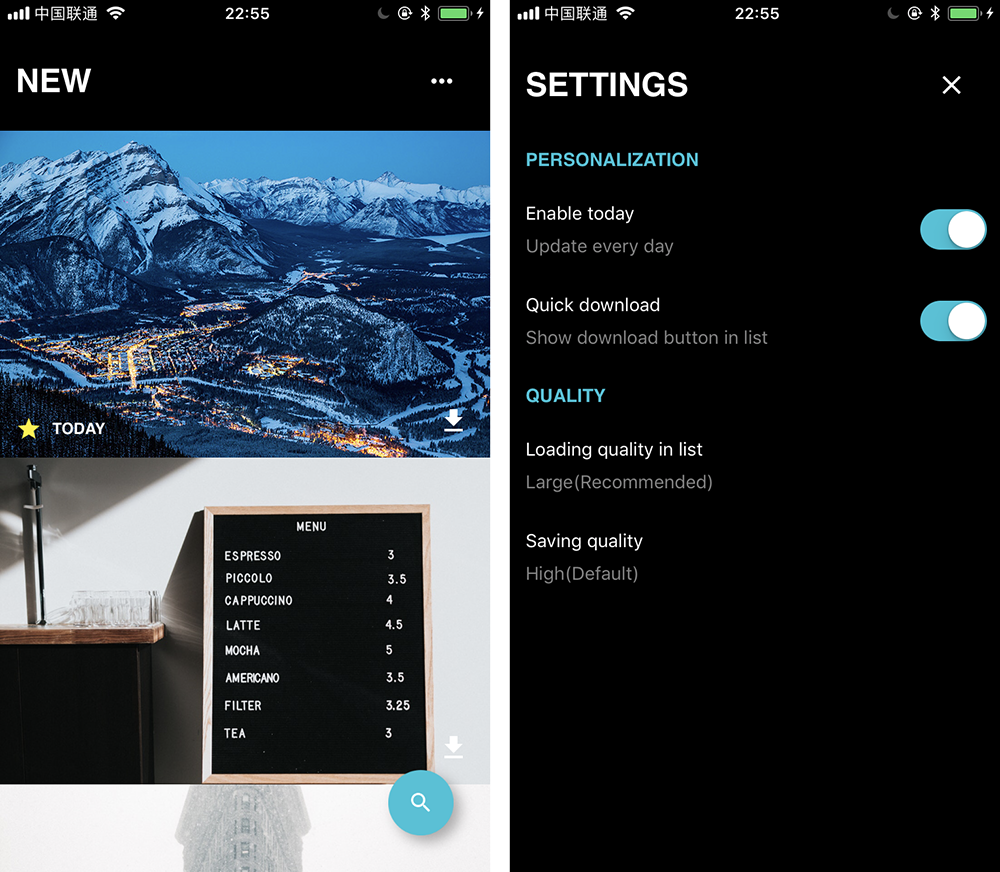 中国联通
22:55
NEW
TODAY
MENU
ESPRESSO 3
PICCOLO 3.5
CAPPUCCINO 4
LATTE 4.5
MOCHA 5
AMERICANO 3.5
FILTER 3.25
TEA 3
中国联通
22:55
SETTINGS
PERSONALIZATION
Enable today
Update every day
Quick download
Show download button in list
QUALITY
Loading quality in list
Large(Recommended)
Saving quality
High(Default)